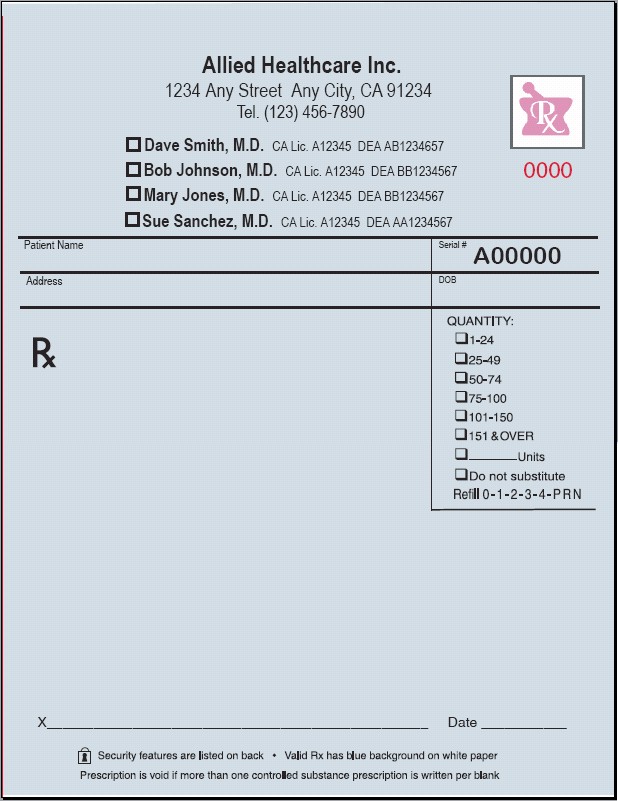 Allied Healthcare Inc.
1234 Any Street Any City, CA 91234
Tel. (123) 456-7890
Rx
0000
Dave Smith, M.D. CA Lic. A12345 DEA AB1234657
Bob Johnson, M.D. CA Lic. A12345 DEA BB1234567
Mary Jones, M.D. CA Lic. A12345 DEA BB1234567
Sue Sanchez, M.D. CA Lic. A12345 DEA AA1234567
Patient Name
Serial # A00000
Address
DOB
Rx
QUANTITY:
1-24
25-49
50-74
75-100
101-150
151 & OVER
________Units
Do not substitute
Refill 0-1-2-3-4-PRN
X__________________________________________________ Date ___________
Security features are listed on back • Valid Rx has blue background on white paper
Prescription is void if more than one controlled substance prescription is written per blank